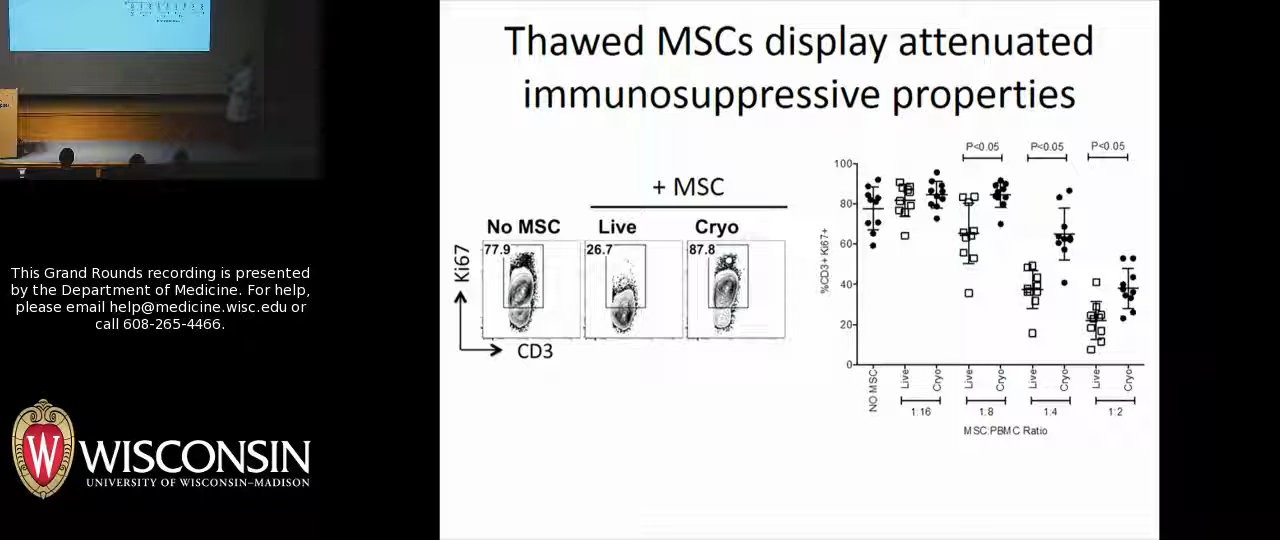 Thawed MSCs display attenuated
immunosuppressive properties
+ MSC
No MSC Live Cryo
77.9 26.7 87.8
Ki67
CD3
P<0.05 P<0.05 P<0.05
%CD3+ Ki67+
100
80
60
40
20
0
NO MSC Live Cryo Live Cryo Live Cryo Live Cryo
1:16 1:8 1:4 1:2
MSC:PBMC Ratio
This Grand Rounds recording is presented
by the Department of Medicine. For help,
please email help@medicine.wisc.edu or
call 608-265-4466.
W
WISCONSIN
UNIVERSITY OF WISCONSIN–MADISON